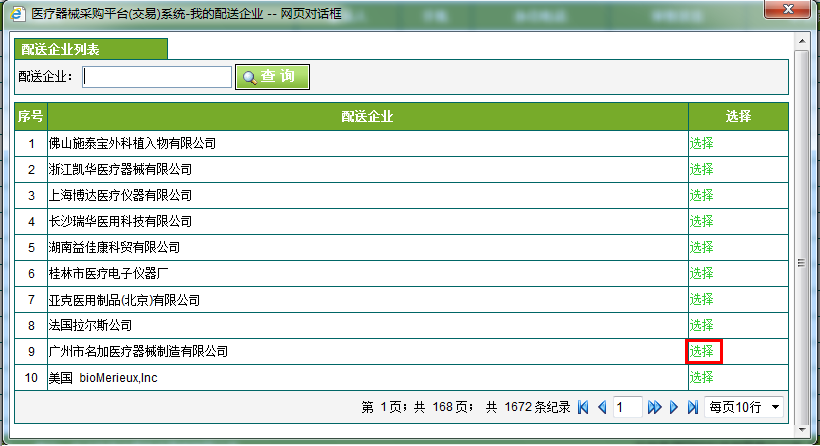 医疗器械采购平台(交易)系统-我的配送企业 -- 网页对话框
配送企业列表
配送企业： 查 询
序号 配送企业 选择
1 佛山施泰宝外科植入物有限公司 选择
2 浙江凯华医疗器械有限公司 选择
3 上海博达医疗仪器有限公司 选择
4 长沙瑞华医用科技有限公司 选择
5 湖南益佳康科贸有限公司 选择
6 桂林市医疗电子仪器厂 选择
7 亚克医用制品(北京)有限公司 选择
8 法国拉尔斯公司 选择
9 广州市名加医疗器械制造有限公司 选择
10 美国 bioMerieux,Inc 选择
第 1页；共 168页； 共 1672条纪录 1 每页10行